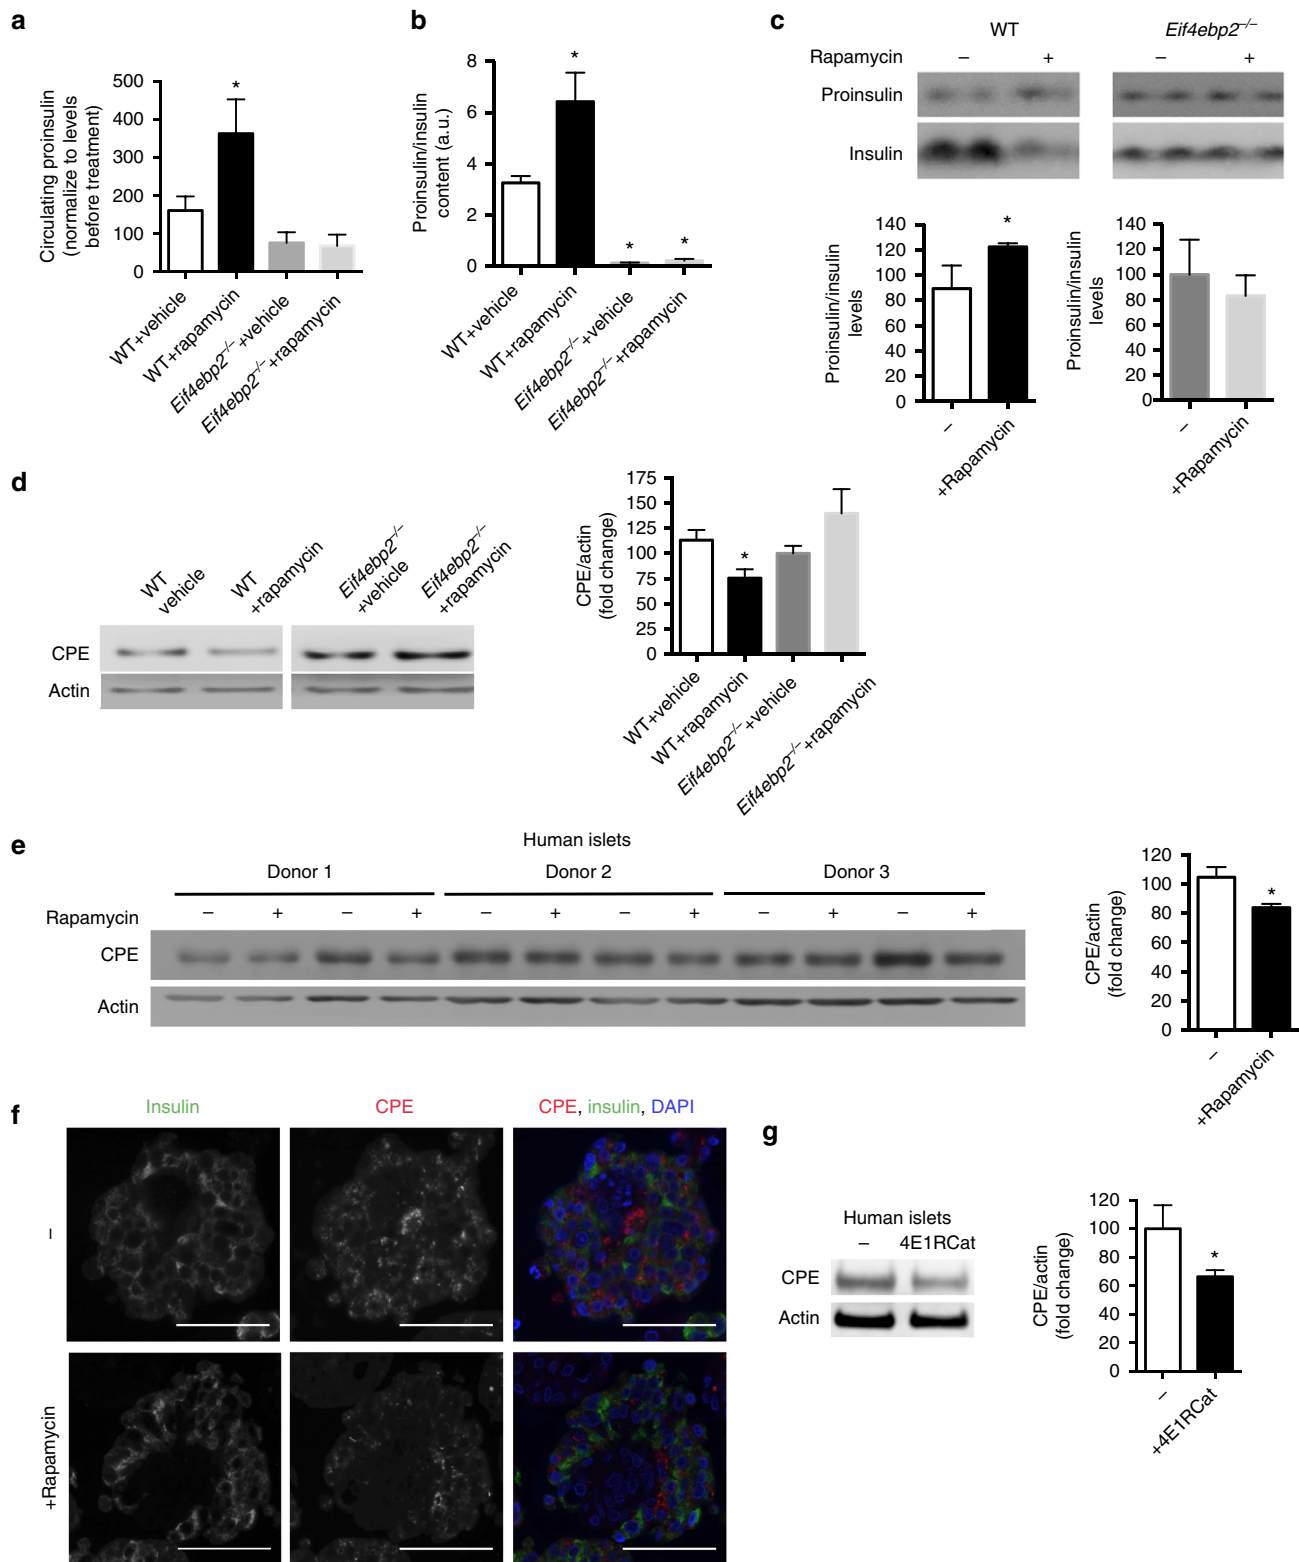 a
Circulating proinsulin
(normalize to levels
before treatment)
500
400
300
200
100
0
*
WT+vehicle
WT+rapamycin
Eif4ebp2–/–+vehicle
Eif4ebp2–/–+rapamycin
b
Proinsulin/insulin
content (a.u.)
8
6
4
2
0
*
*
*
WT+vehicle
WT+rapamycin
Eif4ebp2–/–+vehicle
Eif4ebp2–/–+rapamycin
c
WT
Eif4ebp2–/–
Rapamycin – + – +
Proinsulin
Insulin
Proinsulin/insulin
levels
140
120
100
80
60
40
20
0
*
–
+Rapamycin
Proinsulin/insulin
levels
140
120
100
80
60
40
20
0
–
+Rapamycin
d
WT
vehicle
WT
+rapamycin
Eif4ebp2–/–
+vehicle
Eif4ebp2–/–
+rapamycin
CPE
Actin
CPE/actin
(fold change)
175
150
125
100
75
50
25
0
*
WT+vehicle
WT+rapamycin
Eif4ebp2–/–+vehicle
Eif4ebp2–/–+rapamycin
e
Human islets
Donor 1 Donor 2 Donor 3
Rapamycin – + – + – + – + – + – +
CPE
Actin
CPE/actin
(fold change)
120
100
80
60
40
20
0
*
–
+Rapamycin
f
Insulin
CPE
CPE, insulin, DAPI
–
+Rapamycin
g
Human islets
– 4E1RCat
CPE
Actin
CPE/actin
(fold change)
120
100
80
60
40
20
0
*
–
+4E1RCat